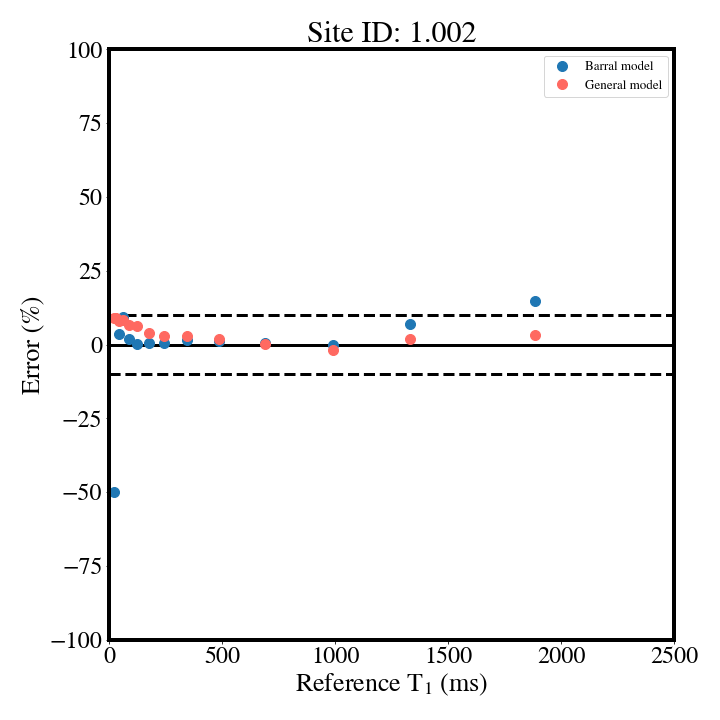 Site ID: 1.002
Barral model
General model
100
75
50
25
0
−25
−50
−75
−100
Error (%)
0 500 1000 1500 2000 2500
Reference T₁ (ms)